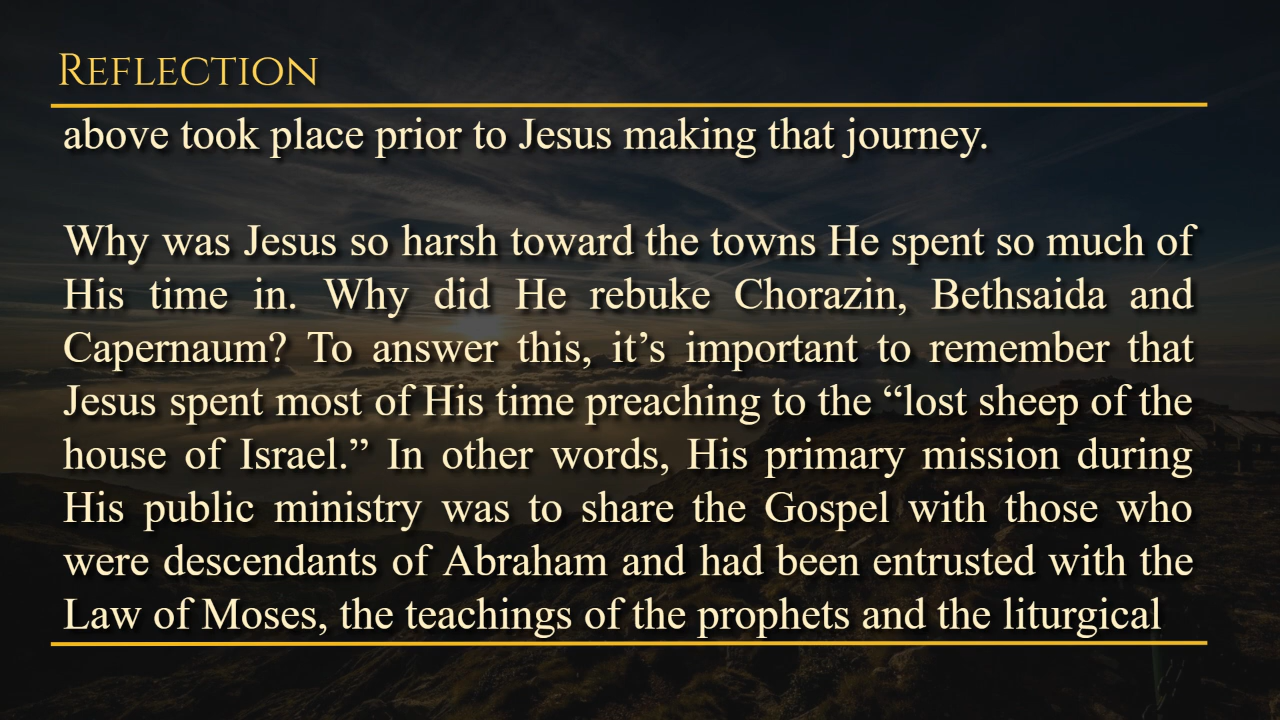 Reflection
above took place prior to Jesus making that journey.
Why was Jesus so harsh toward the towns He spent so much of
His time in. Why did He rebuke Chorazin, Bethsaida and
Capernaum? To answer this, it’s important to remember that
Jesus spent most of His time preaching to the “lost sheep of the
house of Israel.” In other words, His primary mission during
His public ministry was to share the Gospel with those who
were descendants of Abraham and had been entrusted with the
Law of Moses, the teachings of the prophets and the liturgical